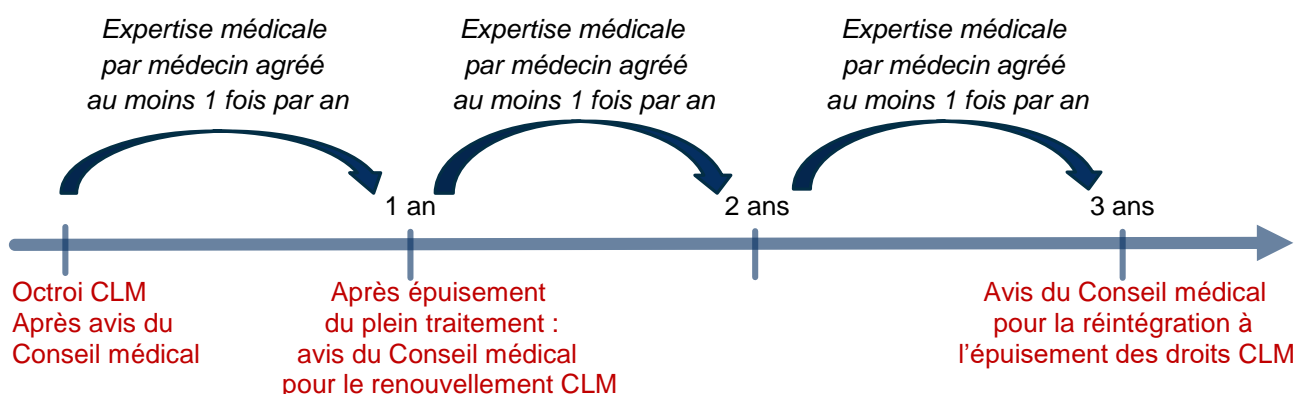 Expertise médicale
par médecin agréé
au moins 1 fois par an
Expertise médicale
par médecin agréé
au moins 1 fois par an
Expertise médicale
par médecin agréé
au moins 1 fois par an
1 an
2 ans
3 ans
Octroi CLM
Après avis du
Conseil médical
Après épuisement
du plein traitement :
avis du Conseil médical
pour le renouvellement CLM
Avis du Conseil médical
pour la réintégration à
l’épuisement des droits CLM